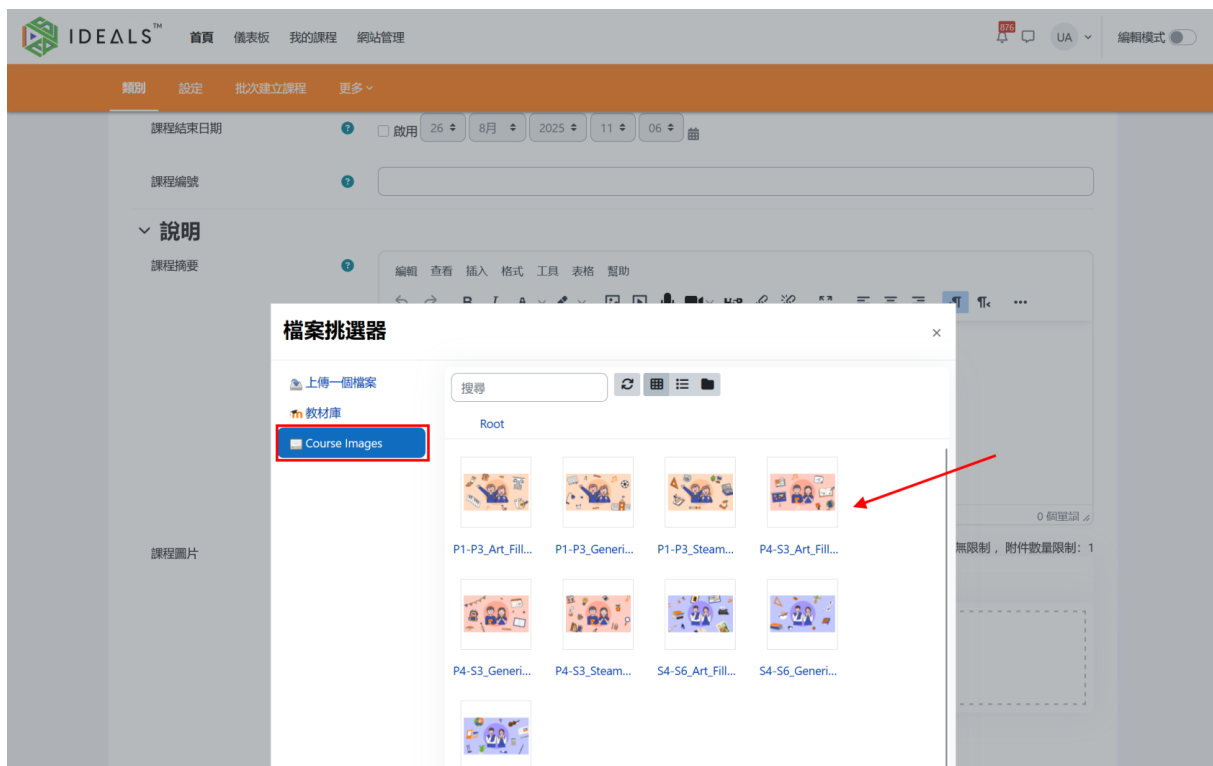 IDEALS™ 首頁 儀表板 我的課程 網站管理 876 UA 編輯模式
類別 設定 批次建立課程 更多
課程結束日期 ? 啟用 26 8月 2025 11 06
課程編號 ?
說明
課程摘要 ? 編輯 查看 插入 格式 工具 表格 幫助
檔案挑選器 ×
上傳一個檔案
教材庫
Course Images
搜尋
Root
P1-P3_Art_Fill... P1-P3_Generi... P1-P3_Steam... P4-S3_Art_Fill...
P4-S3_Generi... P4-S3_Steam... S4-S6_Art_Fill... S4-S6_Generi...
0 個單詞
課程圖片 無限制 ，附件數量限制：1